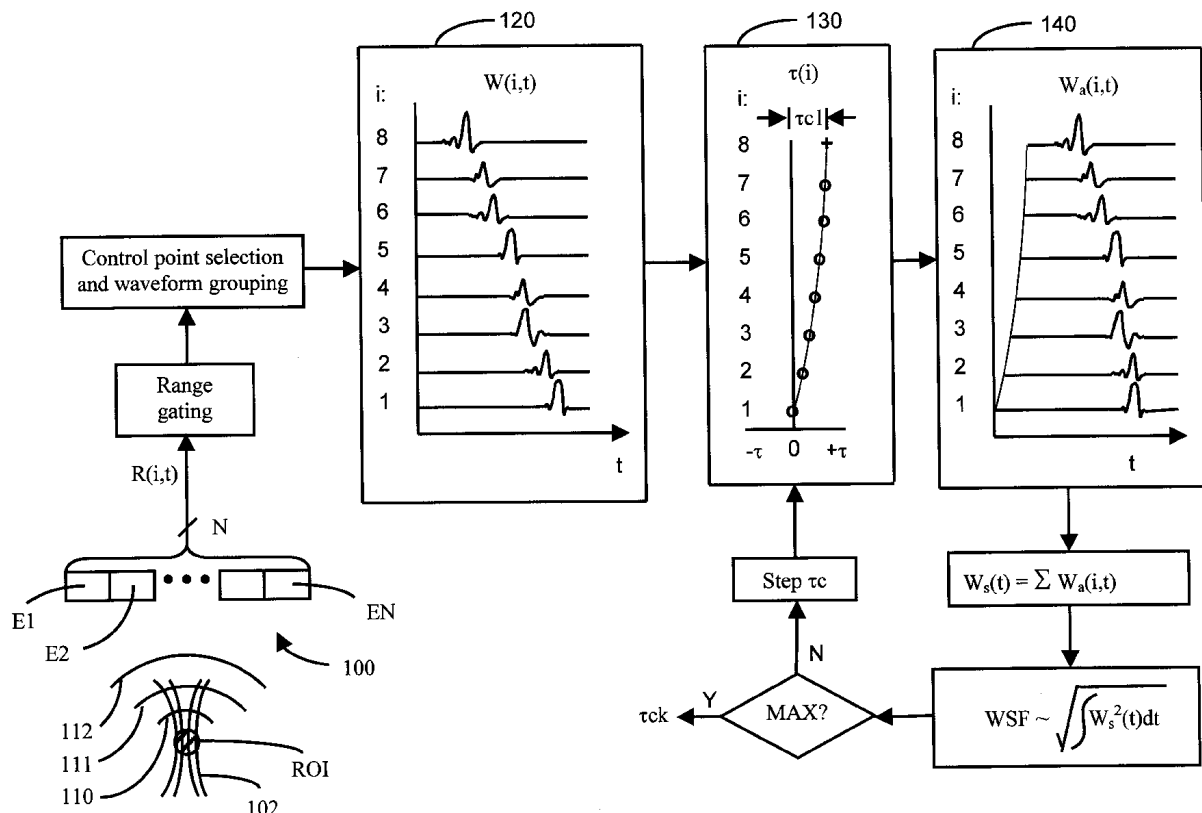 120
W(i,t)
i:
8
7
6
5
4
3
2
1
t
130
τ(i)
i:
τc1
8
7
6
5
4
3
2
1
-τ 0 +τ
140
Wa(i,t)
i:
8
7
6
5
4
3
2
1
t
Control point selection
and waveform grouping
Range
gating
R(i,t)
N
E1
E2
EN
100
112
111
110
102
ROI
Step τc
N
Y
MAX?
τck
Ws(t) = ∑ Wa(i,t)
WSF ~ √∫Ws²(t)dt